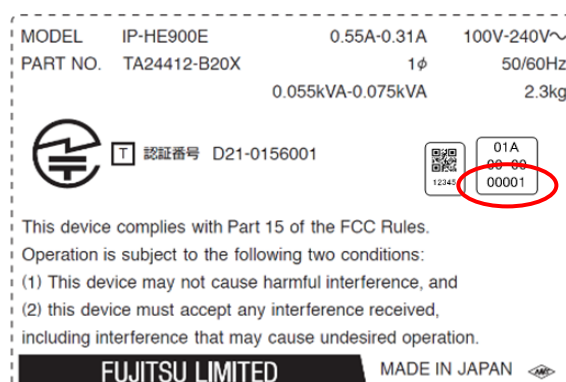 MODEL IP-HE900E 0.55A-0.31A 100V-240V~
PART NO. TA24412-B20X 1ϕ 50/60Hz
0.055kVA-0.075kVA 2.3kg
T 認証番号 D21-0156001
12345
01A
00-00
00001
This device complies with Part 15 of the FCC Rules.
Operation is subject to the following two conditions:
(1) This device may not cause harmful interference, and
(2) this device must accept any interference received,
including interference that may cause undesired operation.
FUJITSU LIMITED MADE IN JAPAN